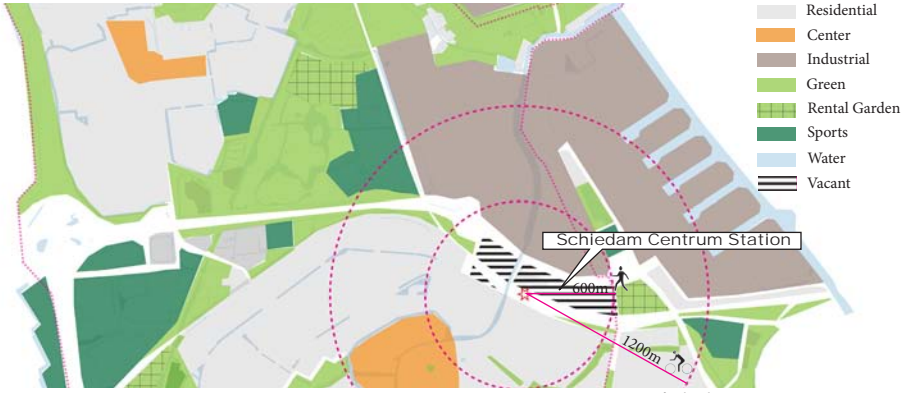 Residential
Center
Industrial
Green
Rental Garden
Sports
Water
Vacant
Schiedam Centrum Station
600m
1200m